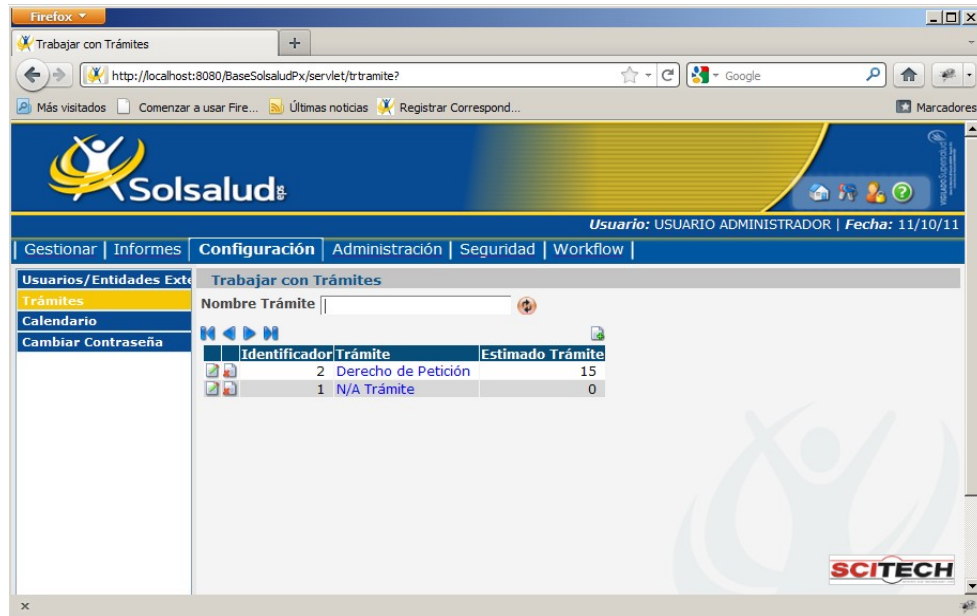 Firefox
Trabajar con Trámites
http://localhost:8080/BaseSolsaludPx/servlet/trtramite?
Google
Más visitados
Comenzar a usar Fire...
Últimas noticias
Registrar Correspond...
Marcadores
Solsalud eps
Usuario: USUARIO ADMINISTRADOR | Fecha: 11/10/11
Gestionar | Informes | Configuración | Administración | Seguridad | Workflow |
Usuarios/Entidades Exte
Trámites
Calendario
Cambiar Contraseña
Trabajar con Trámites
Nombre Trámite
Identificador Trámite Estimado Trámite
2 Derecho de Petición 15
1 N/A Trámite 0
SCITECH